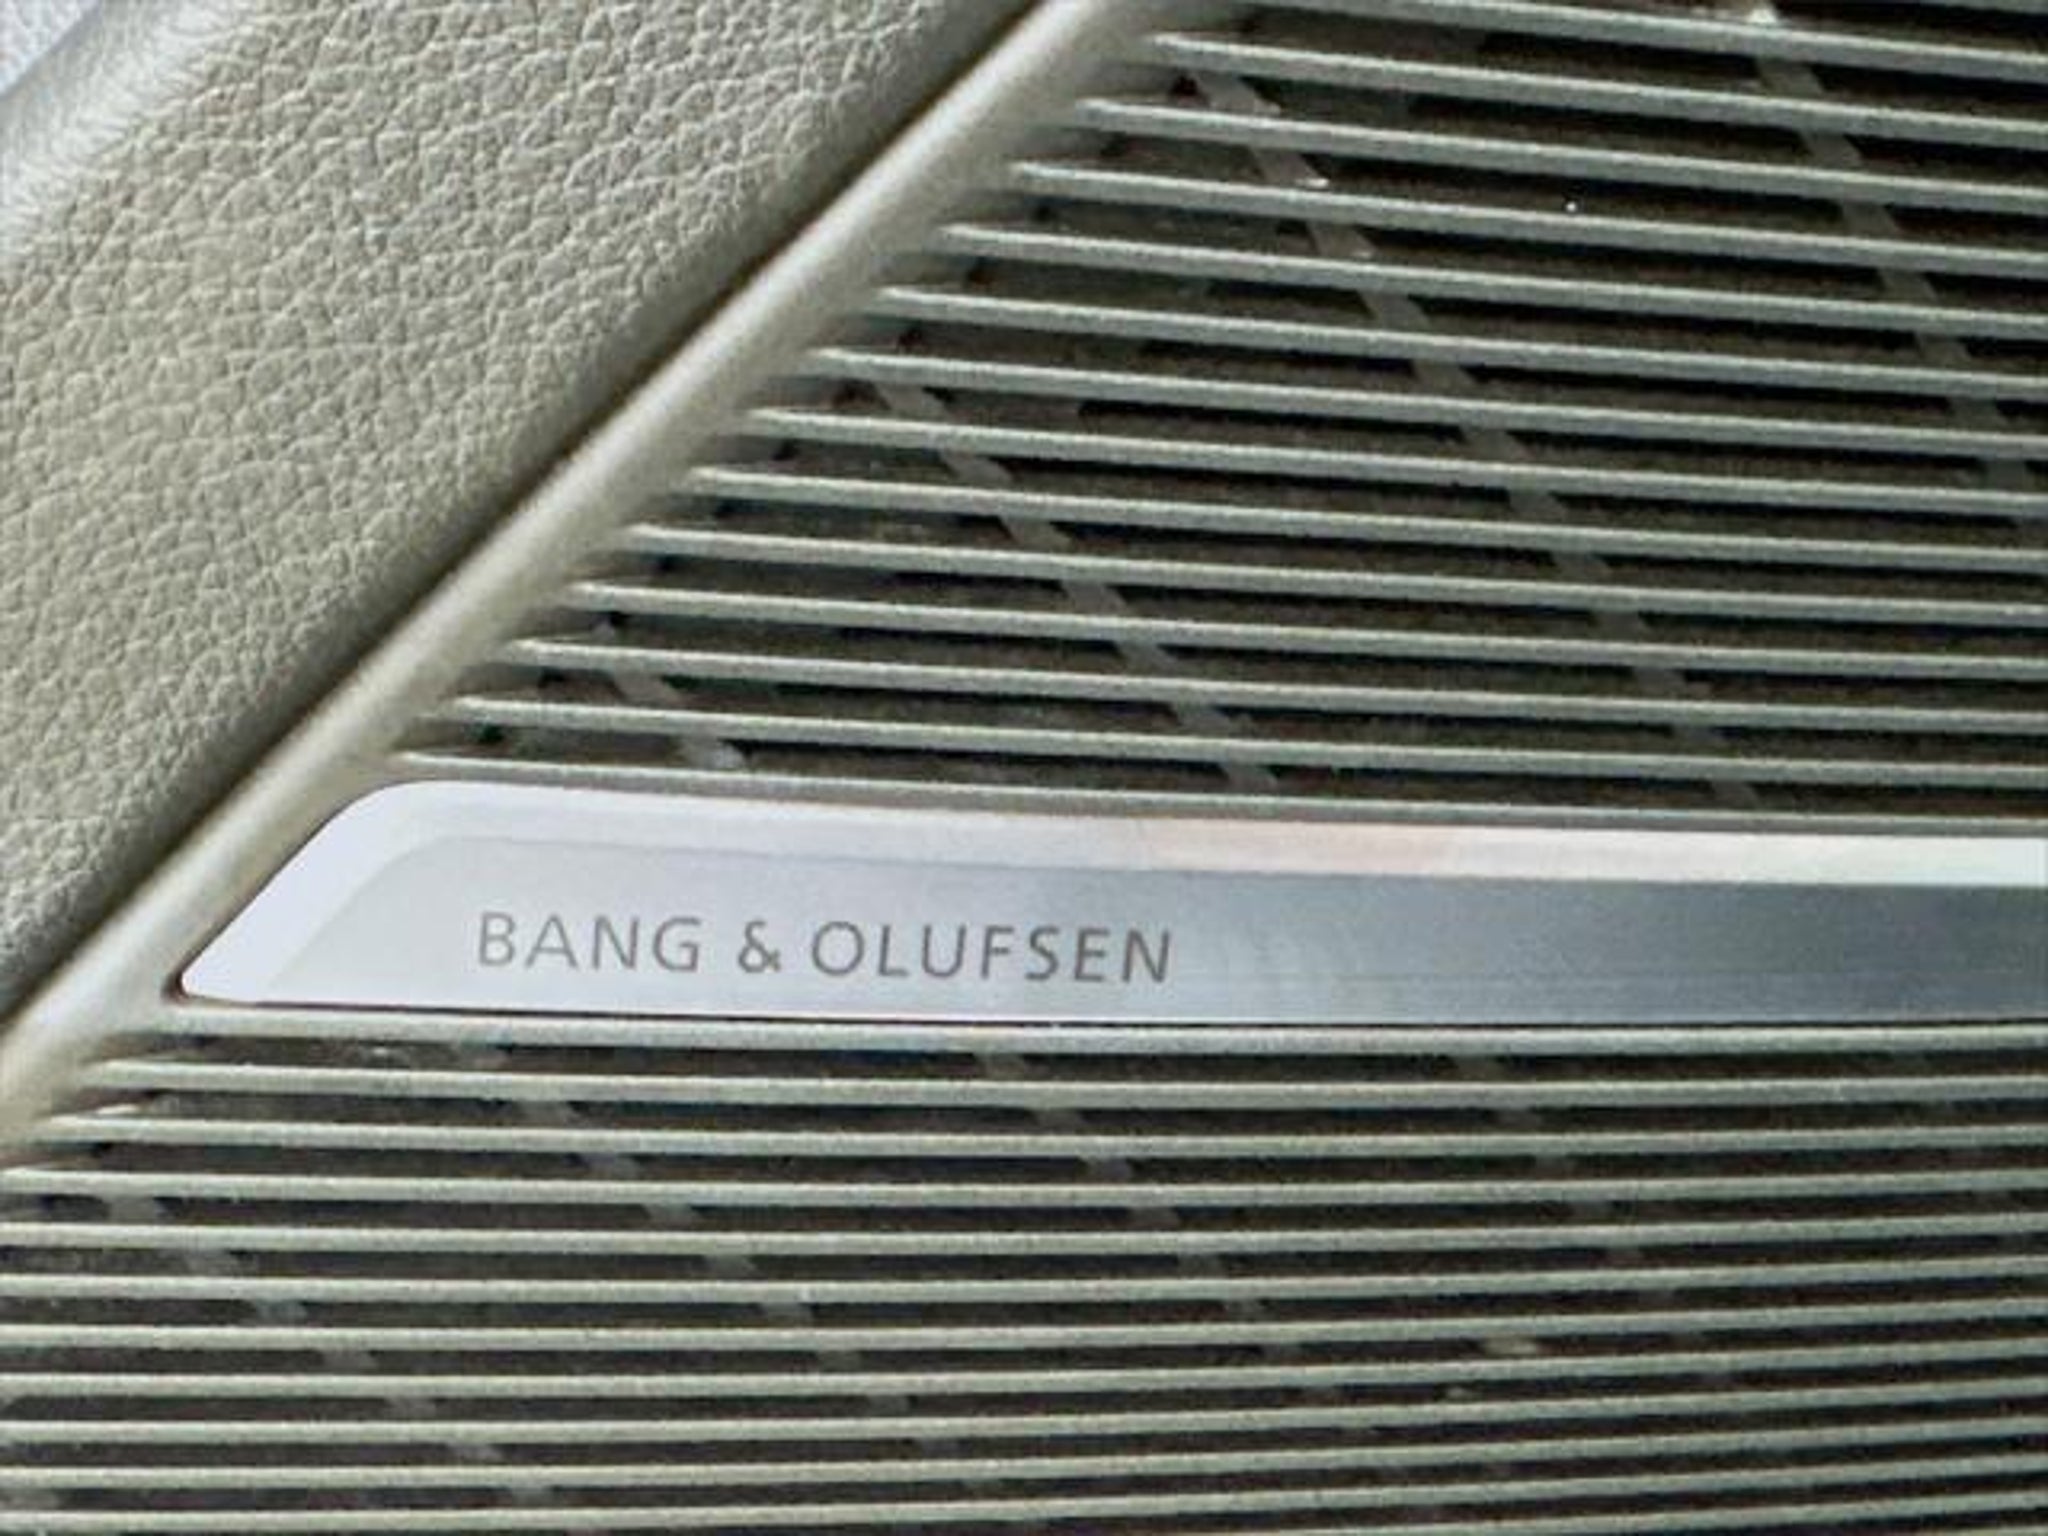 BANG & OLUFSEN